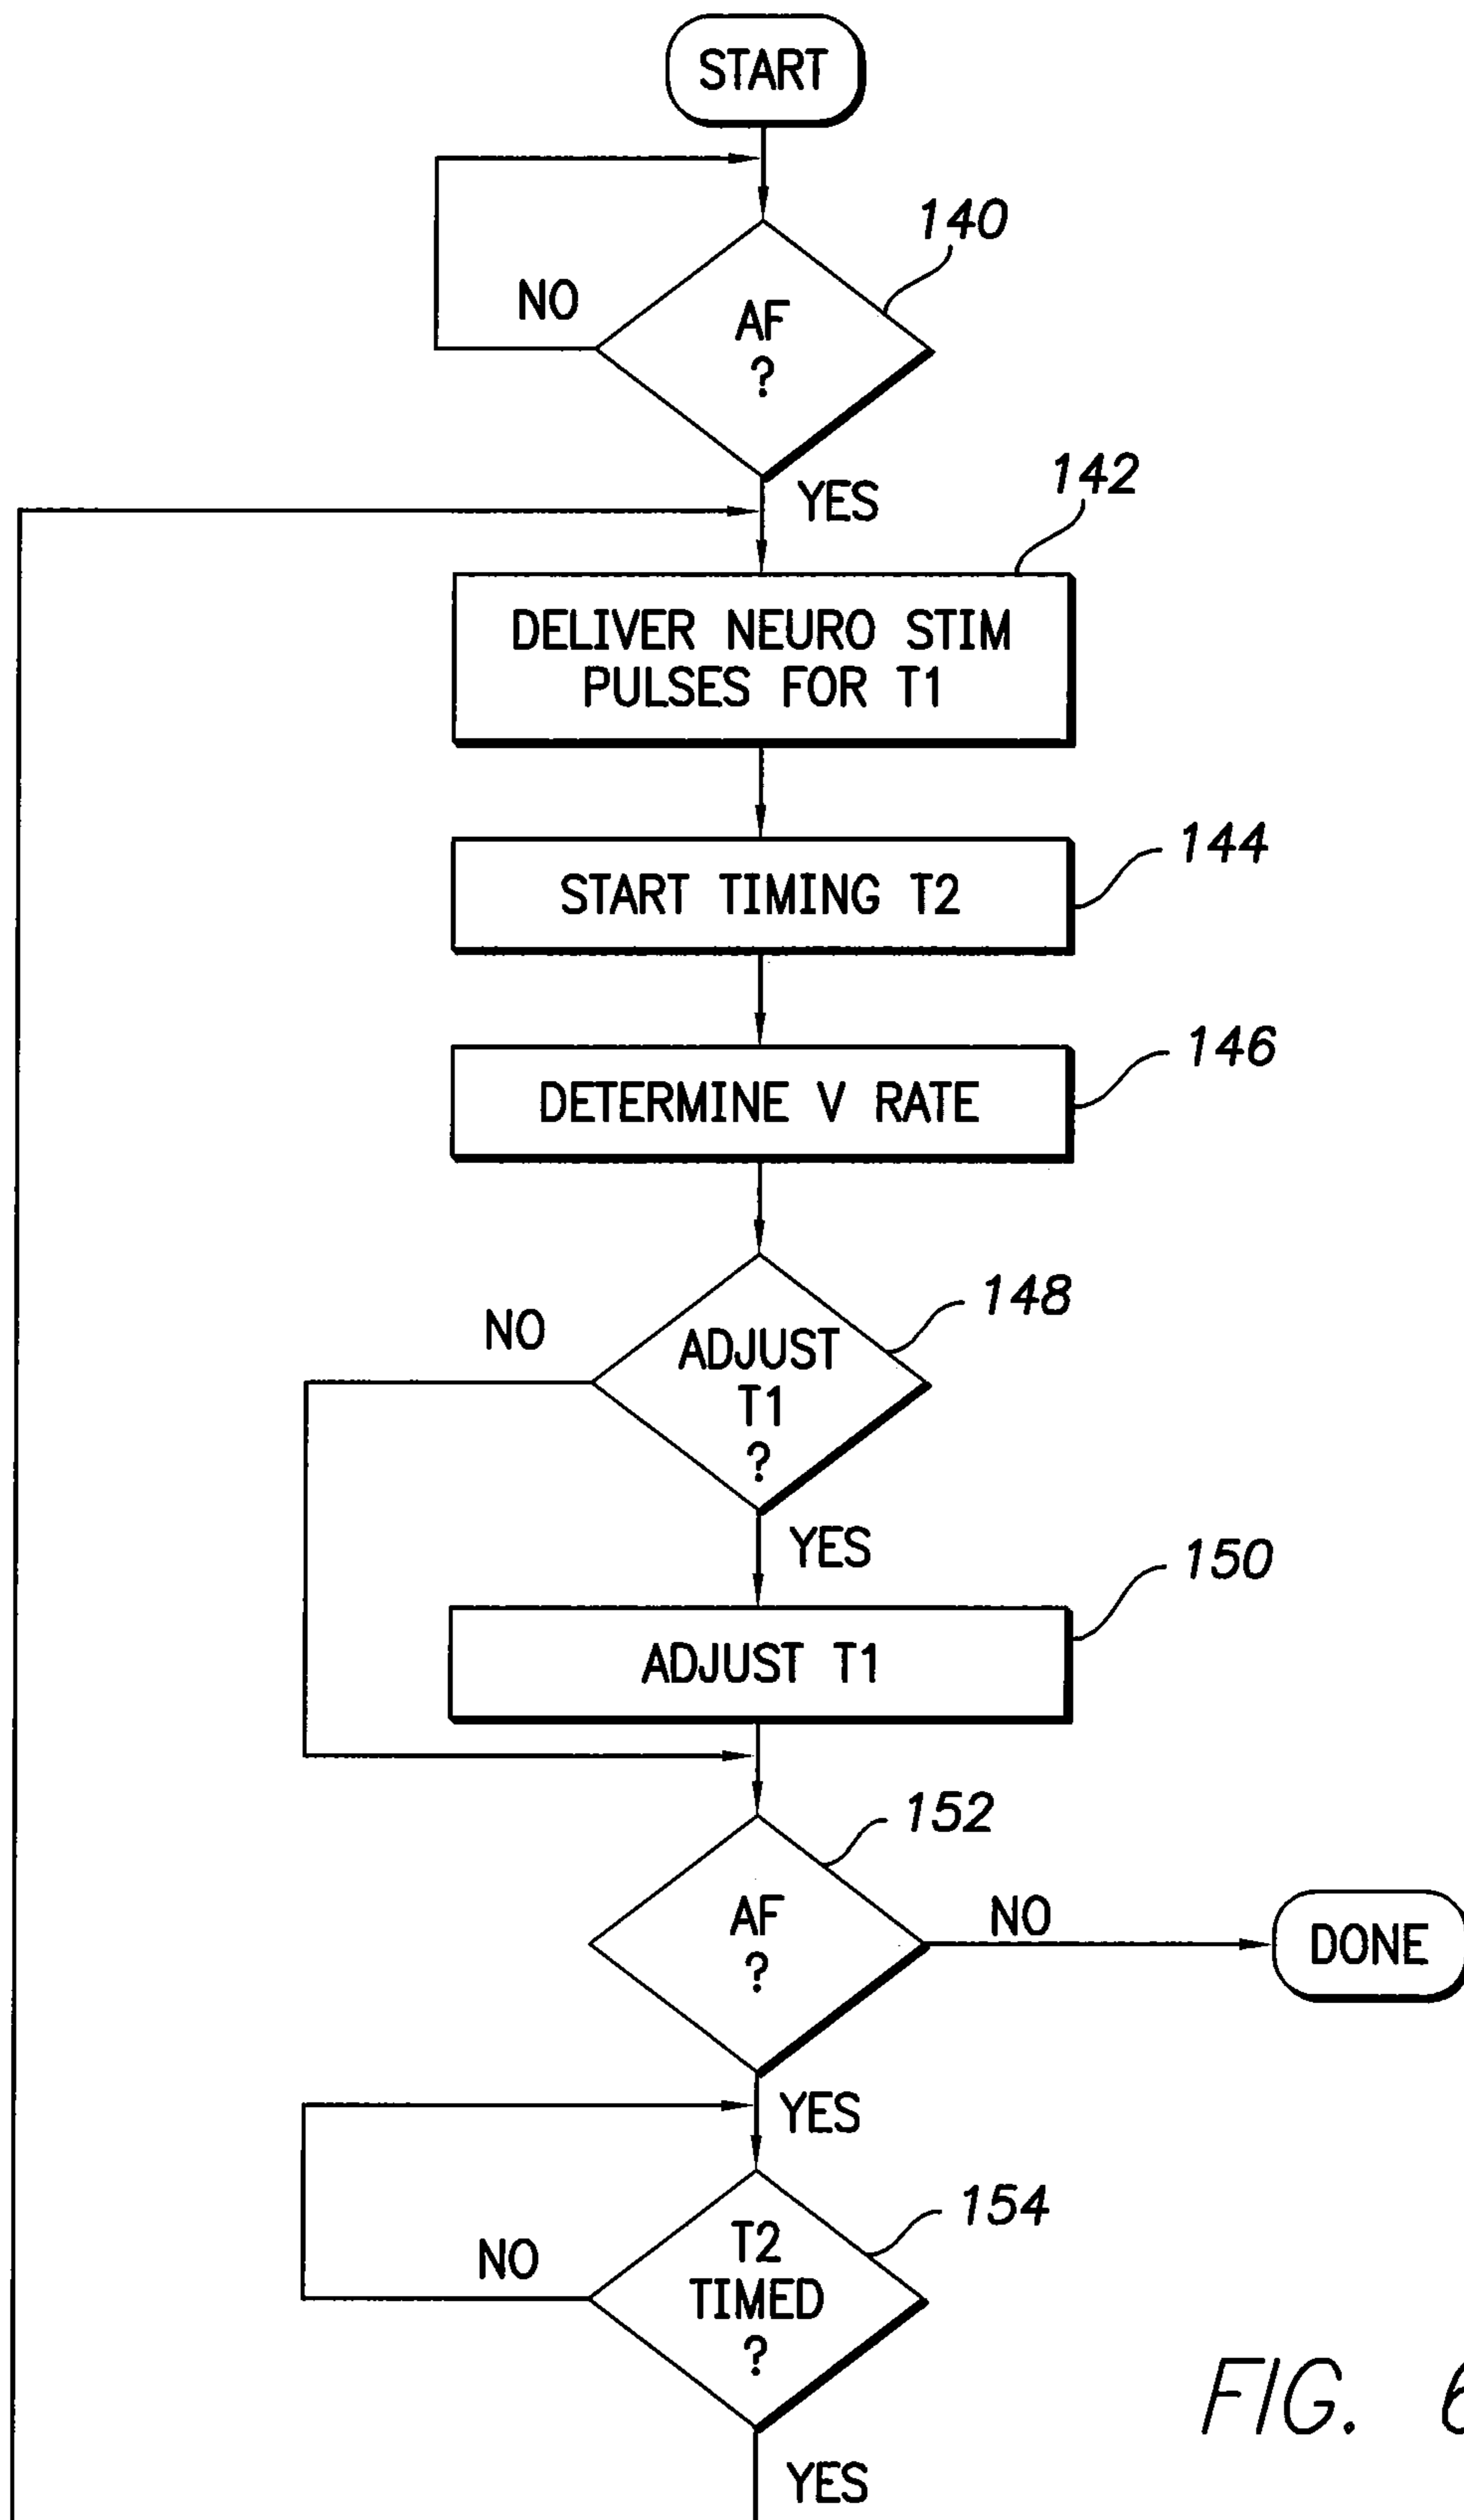 START
140
NO
AF
?
YES
142
DELIVER NEURO STIM
PULSES FOR T1
144
START TIMING T2
146
DETERMINE V RATE
148
NO
ADJUST
T1
?
YES
150
ADJUST T1
152
AF
?
NO
DONE
YES
154
NO
T2
TIMED
?
FIG. 6
YES